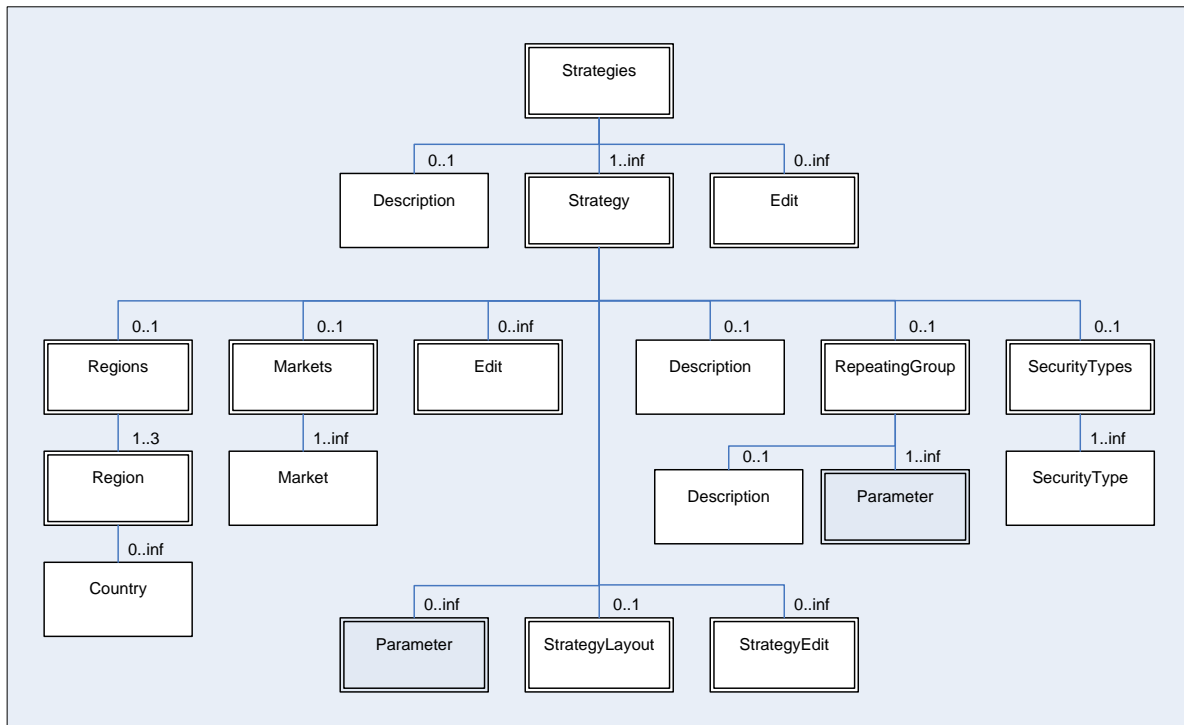 Strategies
0..1
1..inf
0..inf
Description
Strategy
Edit
0..1
0..1
0..inf
0..1
0..1
0..1
Regions
Markets
Edit
Description
RepeatingGroup
SecurityTypes
1..3
1..inf
0..1
1..inf
1..inf
Region
Market
Description
Parameter
SecurityType
0..inf
Country
0..inf
0..1
0..inf
Parameter
StrategyLayout
StrategyEdit